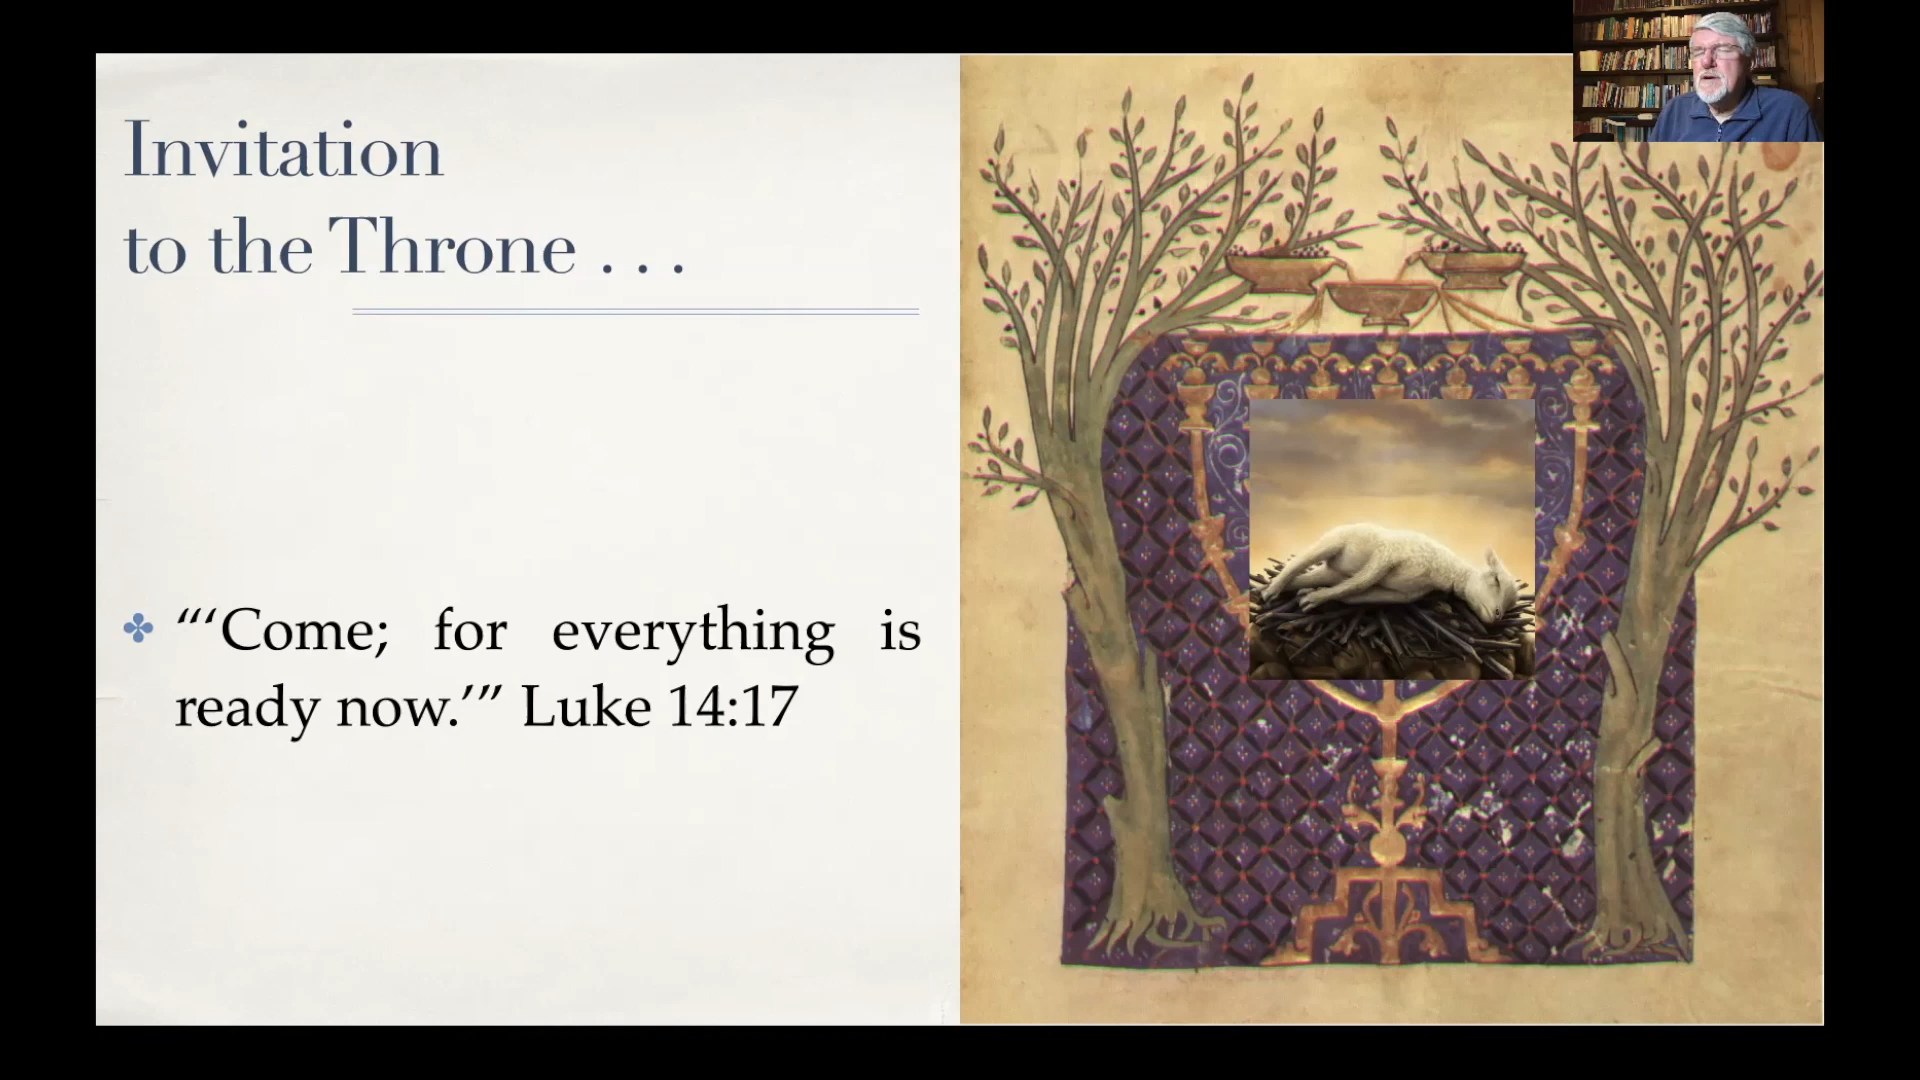 Invitation
to the Throne . . .
“‘Come; for everything is
ready now.’” Luke 14:17